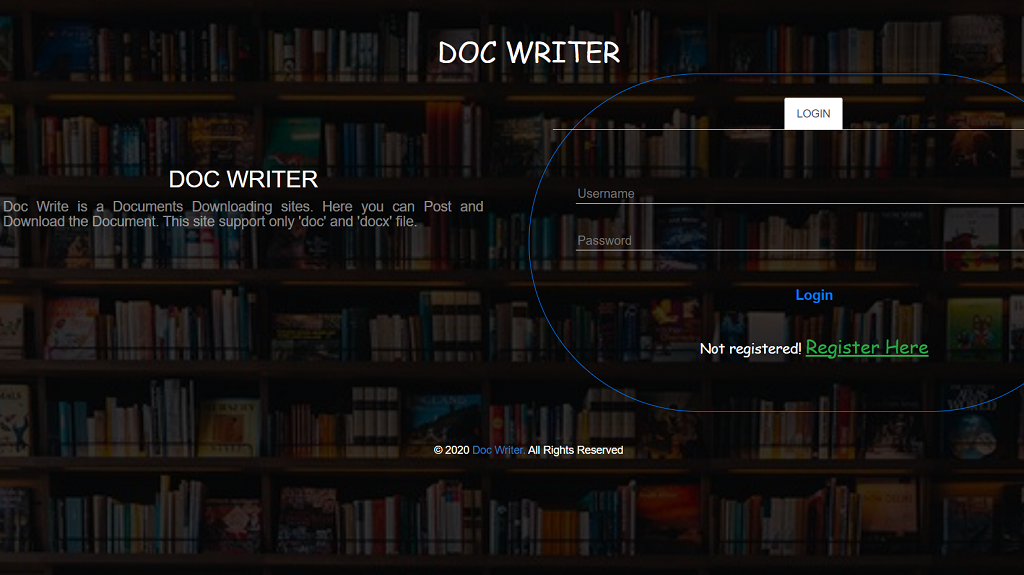 DOC WRITER
LOGIN
DOC WRITER
Doc Write is a Documents Downloading sites. Here you can Post and
Download the Document. This site support only 'doc' and 'docx' file.
Username
Password
Login
Not registered! Register Here
© 2020 Doc Writer. All Rights Reserved